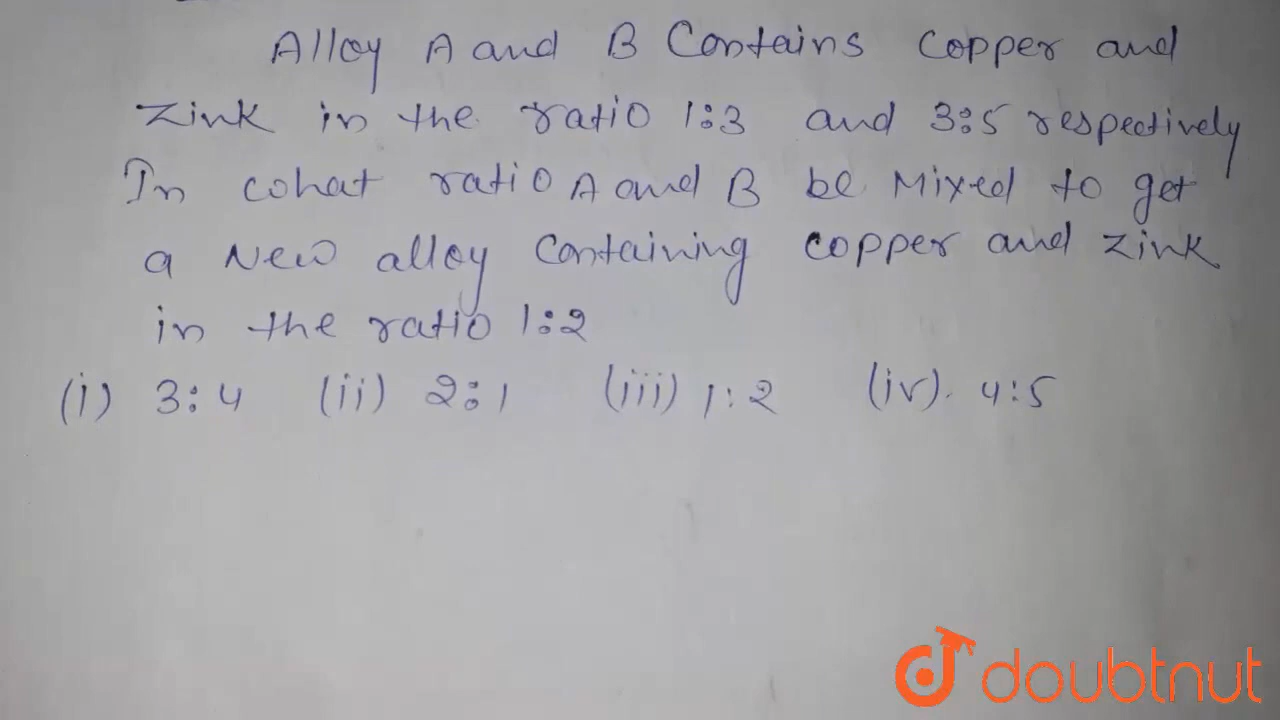 Alloy A and B Contains Copper and
Zink in the ratio 1:3 and 3:5 respectively
In what ratio A and B be Mixed to get
a New alloy Containing copper and zink
in the ratio 1:2
(i) 3:4 (ii) 2:1 (iii) 1:2 (iv). 4:5
doubtnut